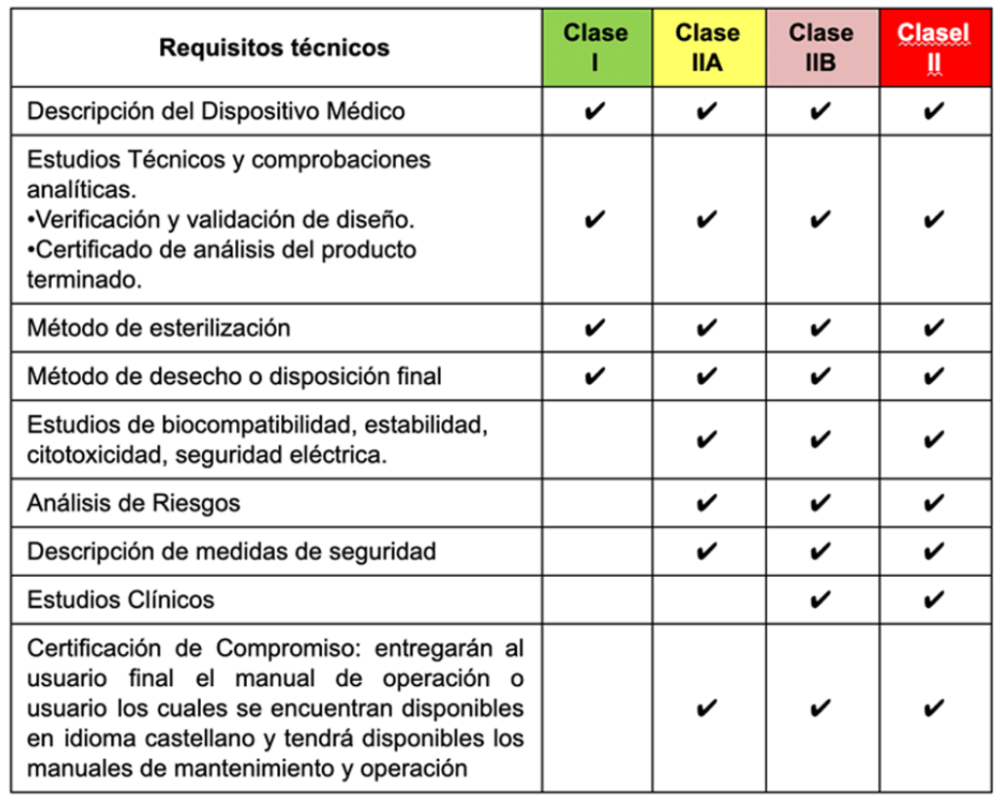 Requisitos técnicos
Clase
I
Clase
IIA
Clase
IIB
Clasel
II
Descripción del Dispositivo Médico
✔ ✔ ✔ ✔
Estudios Técnicos y comprobaciones
analíticas.
•Verificación y validación de diseño.
•Certificado de análisis del producto
terminado.
✔ ✔ ✔ ✔
Método de esterilización
✔ ✔ ✔ ✔
Método de desecho o disposición final
✔ ✔ ✔ ✔
Estudios de biocompatibilidad, estabilidad,
citotoxicidad, seguridad eléctrica.
✔ ✔ ✔
Análisis de Riesgos
✔ ✔ ✔
Descripción de medidas de seguridad
✔ ✔ ✔
Estudios Clínicos
✔ ✔
Certificación de Compromiso: entregarán al
usuario final el manual de operación o
usuario los cuales se encuentran disponibles
en idioma castellano y tendrá disponibles los
manuales de mantenimiento y operación
✔ ✔ ✔